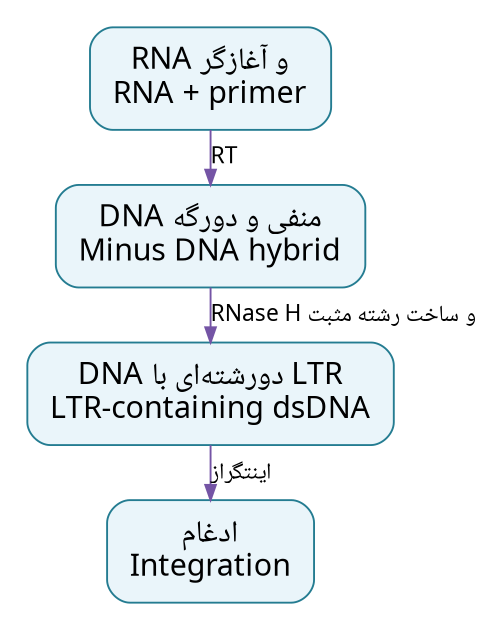 RNA و آغازگر
RNA + primer
RT
DNA منفی و دورگه
Minus DNA hybrid
RNase H و ساخت رشته مثبت
DNA دورشته‌ای با LTR
LTR-containing dsDNA
اینتگراز
ادغام
Integration